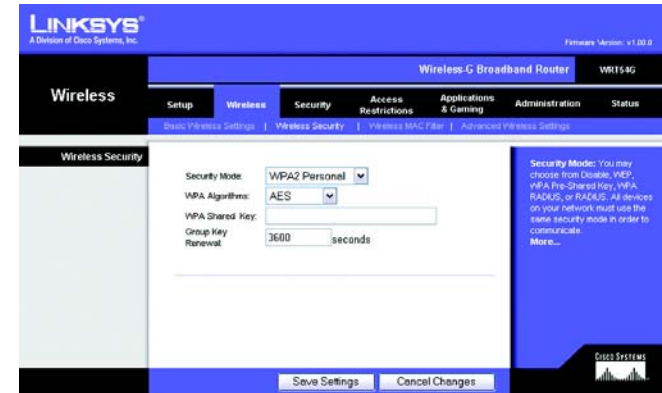 LINKSYS®
A Division of Cisco Systems, Inc.
Firmware Version: v1.00.0
Wireless-G Broadband Router WRT54G
Wireless
Setup Wireless Security Access Restrictions Applications & Gaming Administration Status
Basic Wireless Settings | Wireless Security | Wireless MAC Filter | Advanced Wireless Settings
Wireless Security
Security Mode: WPA2 Personal
WPA Algorithms: AES
WPA Shared Key:
Group Key Renewal: 3600 seconds
Security Mode: You may
choose from Disable, WEP,
WPA Pre-Shared Key, WPA
RADIUS, or RADIUS. All devices
on your network must use the
same security mode in order to
communicate.
More...
Save Settings Cancel Changes
CISCO SYSTEMS